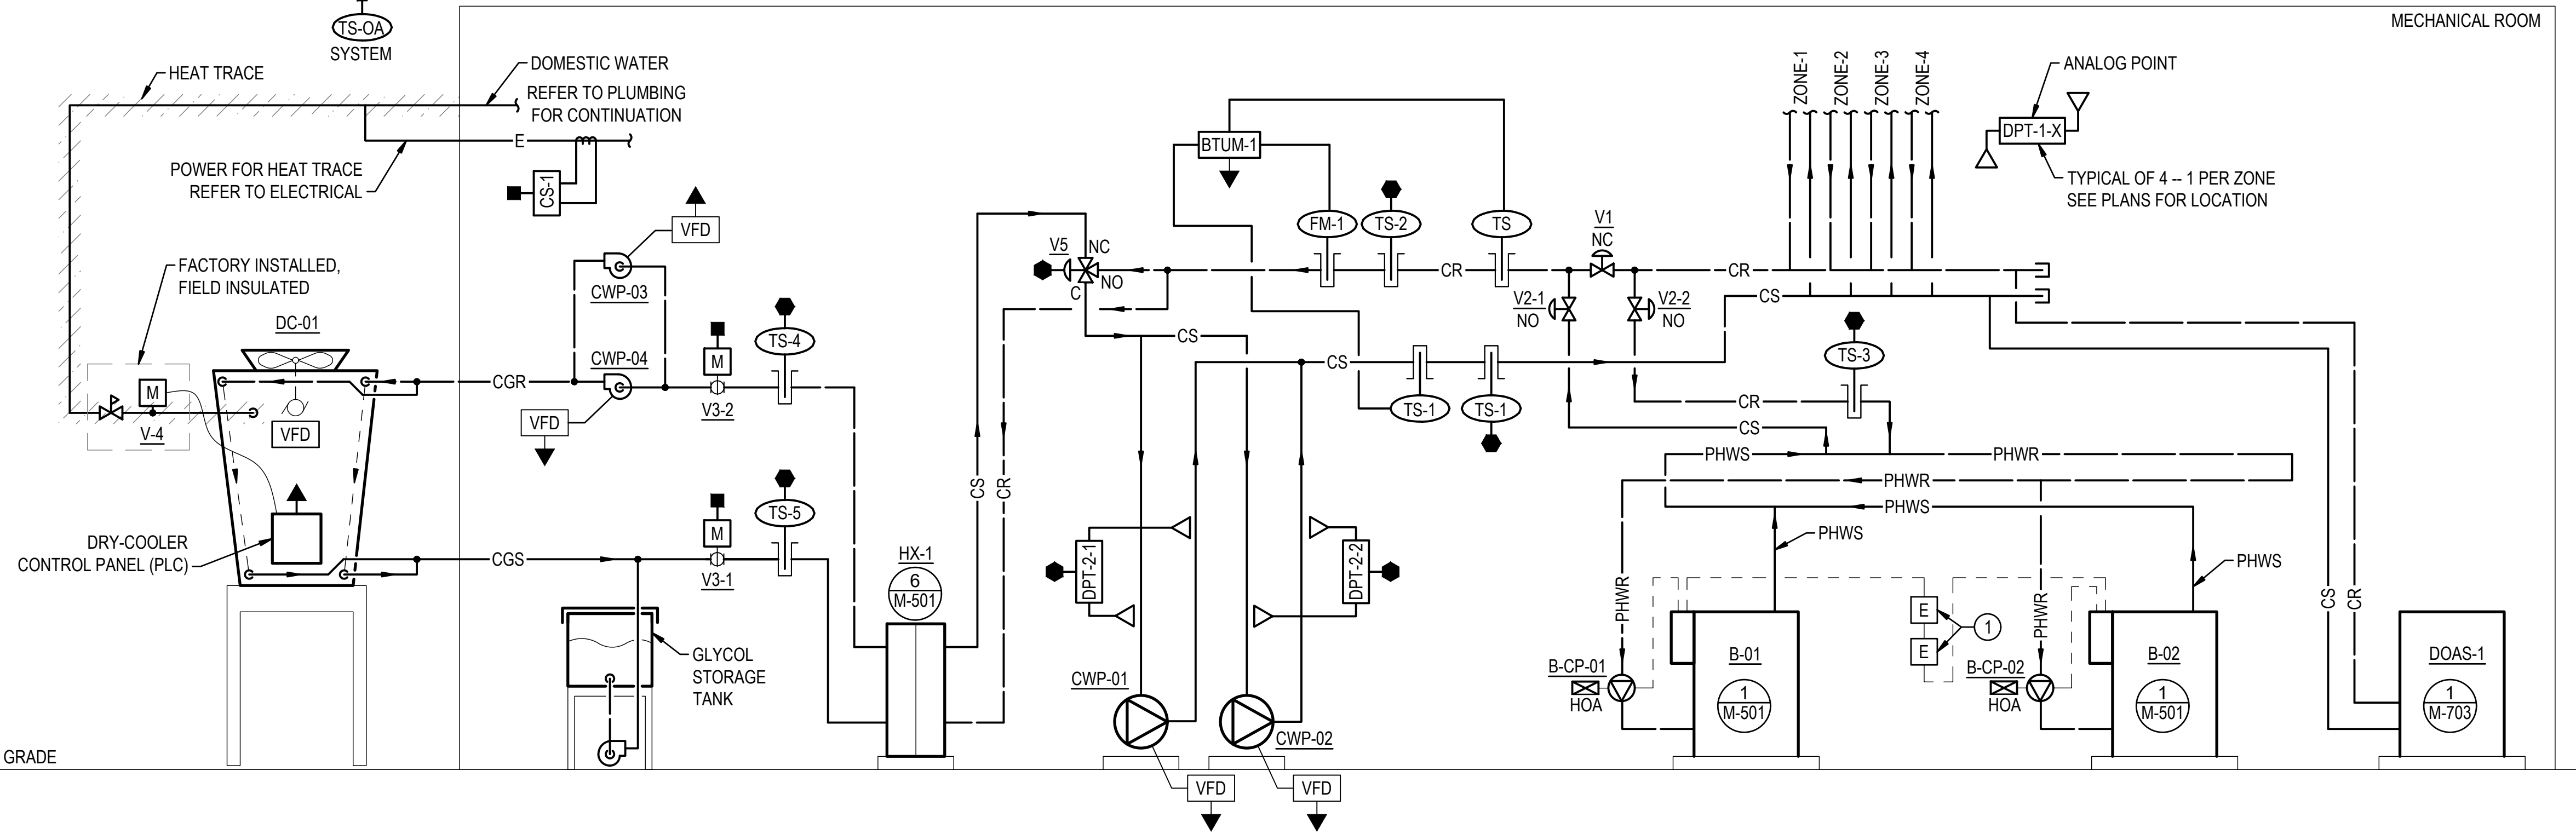 MECHANICAL ROOM
TS-OA
SYSTEM
HEAT TRACE
DOMESTIC WATER
REFER TO PLUMBING
FOR CONTINUATION
E
POWER FOR HEAT TRACE
REFER TO ELECTRICAL
CS-1
VFD
CWP-03
FACTORY INSTALLED,
FIELD INSULATED
DC-01
M
V-4
VFD
DRY-COOLER
CONTROL PANEL (PLC)
CGR
CWP-04
VFD
M
V3-2
TS-4
CGS
M
V3-1
TS-5
GLYCOL
STORAGE
TANK
HX-1
6
M-501
CS
CR
BTUM-1
FM-1
TS-2
TS
V1
NC
V5
NC
NO
C
CR
CR
V2-1
NO
V2-2
NO
CS
CS
CS
TS-1
TS-1
TS-3
CR
CS
ZONE-1
ZONE-2
ZONE-3
ZONE-4
ANALOG POINT
DPT-1-X
TYPICAL OF 4 -- 1 PER ZONE
SEE PLANS FOR LOCATION
PHWS
PHWR
PHWR
PHWS
PHWS
PHWS
DPT-2-1
DPT-2-2
CWP-01
CWP-02
VFD
VFD
PHWR
B-CP-01
HOA
B-01
1
M-501
E
E
1
PHWR
B-CP-02
HOA
B-02
1
M-501
CS
CR
DOAS-1
1
M-703
GRADE